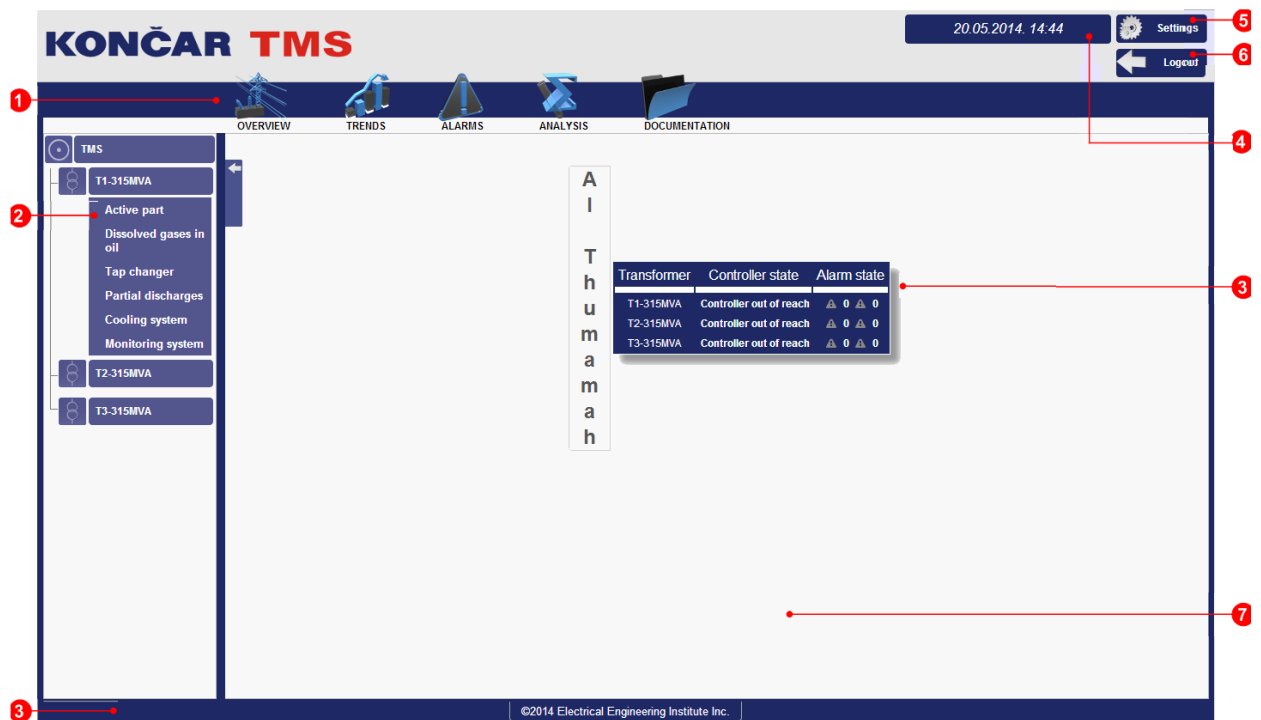 KONČAR TMS
20.05.2014. 14:44
Settings
5
Logout
6
1
OVERVIEW TRENDS ALARMS ANALYSIS DOCUMENTATION
4
TMS
T1-315MVA
2
Active part
Dissolved gases in
oil
Tap changer
Partial discharges
Cooling system
Monitoring system
T2-315MVA
T3-315MVA
A
l
T
h
u
m
a
m
a
h
Transformer Controller state Alarm state
3
T1-315MVA Controller out of reach 0 0
T2-315MVA Controller out of reach 0 0
T3-315MVA Controller out of reach 0 0
7
3
©2014 Electrical Engineering Institute Inc.